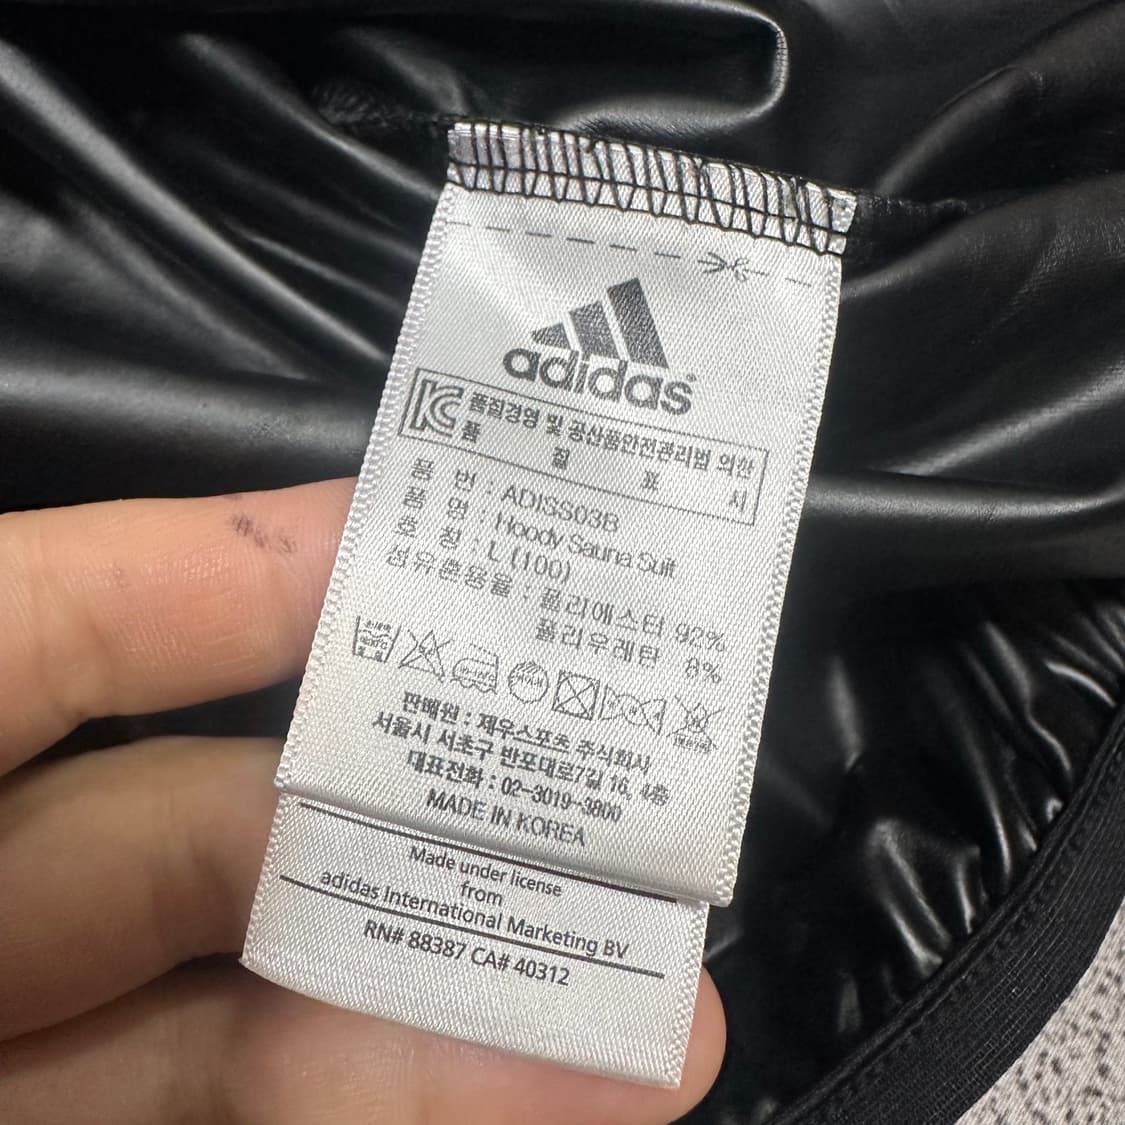 adidas
품질경영 및 공산품안전관리법 의한
품 질 표 시
품 번 : ADISS03B
품 명 : Hoody Sauna Suit
호 칭 : L (100)
섬유혼용율 : 폴리에스터 92%
폴리우레탄 8%
판매원 : 제우스포츠 주식회사
서울시 서초구 반포대로7길 16, 4층
대표전화 : 02-3019-3800
MADE IN KOREA
Made under license
from
adidas International Marketing BV
RN# 88387 CA# 40312